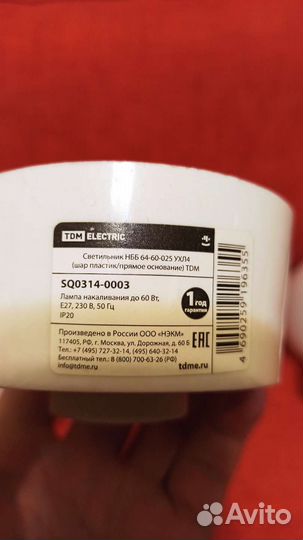 TDM ELECTRIC
Светильник НББ 64-60-025 УХЛ4
(шар пластик/прямое основание) TDM
SQ0314-0003
Лампа накаливания до 60 Вт,
E27, 230 В, 50 Гц
IP20
1 год
гарантия
Произведено в России ООО «НЭКМ»
117405, РФ, г. Москва, ул. Дорожная, д. 60 Б
Тел.: +7 (495) 727-32-14, (495) 640-32-14
Бесплатный тел.: 8 (800) 700-63-26 (РФ)
info@tdme.ru
tdme.ru
EAC
4 690259 196355
Avito